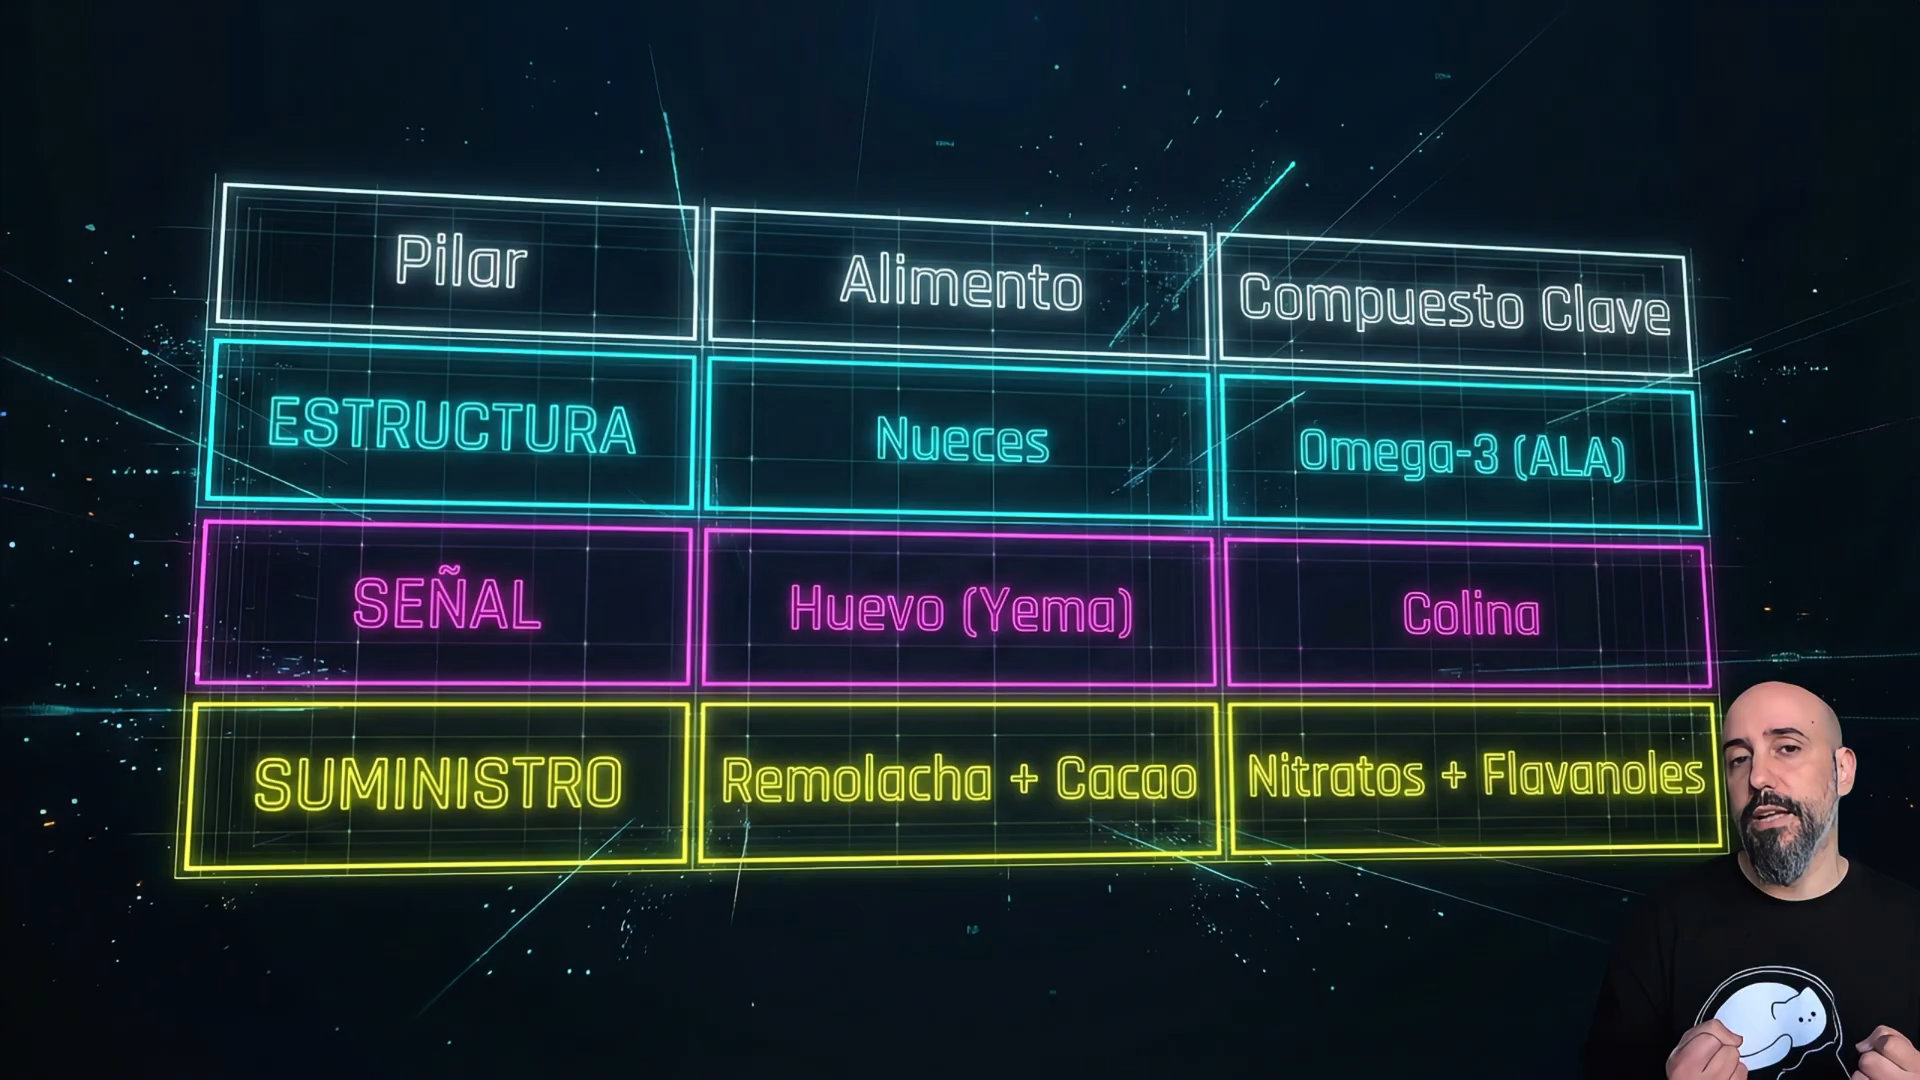 Pilar
Alimento
Compuesto Clave
ESTRUCTURA
Nueces
Omega-3 (ALA)
SEÑAL
Huevo (Yema)
Colina
SUMINISTRO
Remolacha + Cacao
Nitratos + Flavanoles